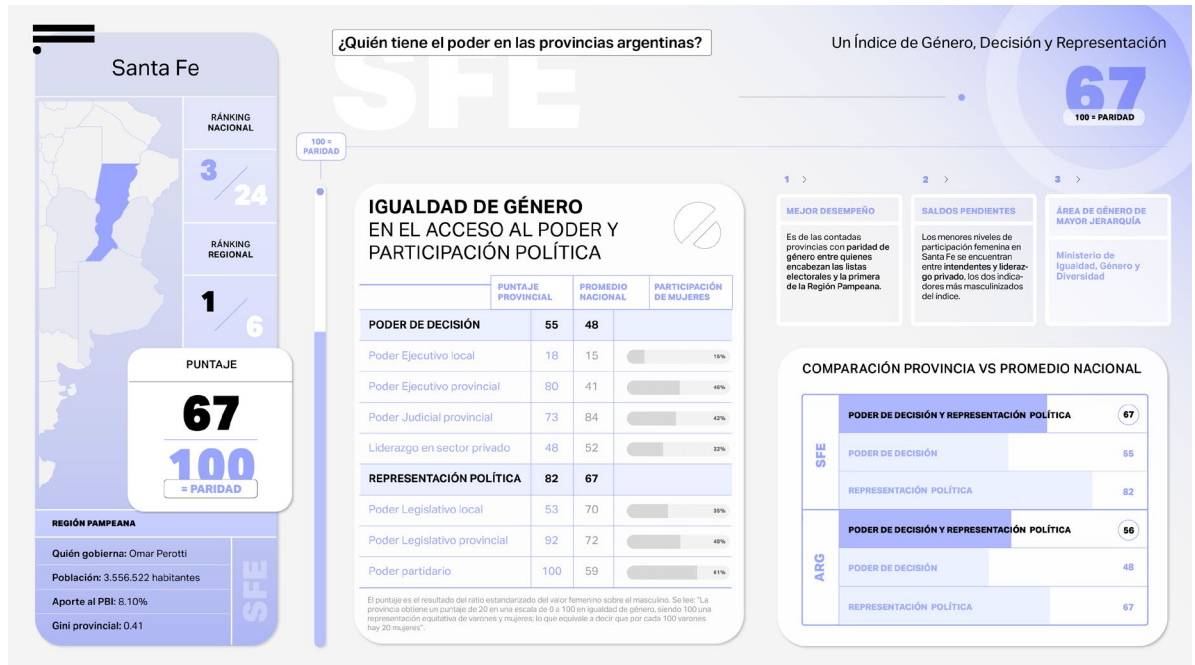 Santa Fe
RÁNKING
NACIONAL
3
24
RÁNKING
REGIONAL
1
6
PUNTAJE
67
100
= PARIDAD
REGIÓN PAMPEANA
Quién gobierna: Omar Perotti
Población: 3.556.522 habitantes
Aporte al PBI: 8.10%
Gini provincial: 0.41
SFE
¿Quién tiene el poder en las provincias argentinas?
SFE
Un Índice de Género, Decisión y Representación
67
100 = PARIDAD
100 =
PARIDAD
IGUALDAD DE GÉNERO
EN EL ACCESO AL PODER Y
PARTICIPACIÓN POLÍTICA
PUNTAJE PROVINCIAL PROMEDIO NACIONAL PARTICIPACIÓN DE MUJERES
PODER DE DECISIÓN 55 48
Poder Ejecutivo local 18 15 15%
Poder Ejecutivo provincial 80 41 46%
Poder Judicial provincial 73 84 42%
Liderazgo en sector privado 48 52 32%
REPRESENTACIÓN POLÍTICA 82 67
Poder Legislativo local 53 70 35%
Poder Legislativo provincial 92 72 48%
Poder partidario 100 59 61%
El puntaje es el resultado del ratio estandarizado del valor femenino sobre el masculino. Se lee: "La
provincia obtiene un puntaje de 20 en una escala de 0 a 100 en igualdad de género, siendo 100 una
representación equitativa de varones y mujeres; lo que equivale a decir que por cada 100 varones
hay 20 mujeres".
1 >
MEJOR DESEMPEÑO
Es de las contadas
provincias con paridad de
género entre quienes
encabezan las listas
electorales y la primera
de la Región Pampeana.
2 >
SALDOS PENDIENTES
Los menores niveles de
participación femenina en
Santa Fe se encuentran
entre intendentes y lideraz-
go privado, los dos indica-
dores más masculinizados
del índice.
3 >
ÁREA DE GÉNERO DE
MAYOR JERARQUÍA
Ministerio de
Igualdad, Género y
Diversidad
COMPARACIÓN PROVINCIA VS PROMEDIO NACIONAL
SFE
PODER DE DECISIÓN Y REPRESENTACIÓN POLÍTICA 67
PODER DE DECISIÓN 55
REPRESENTACIÓN POLÍTICA 82
ARG
PODER DE DECISIÓN Y REPRESENTACIÓN POLÍTICA 56
PODER DE DECISIÓN 48
REPRESENTACIÓN POLÍTICA 67